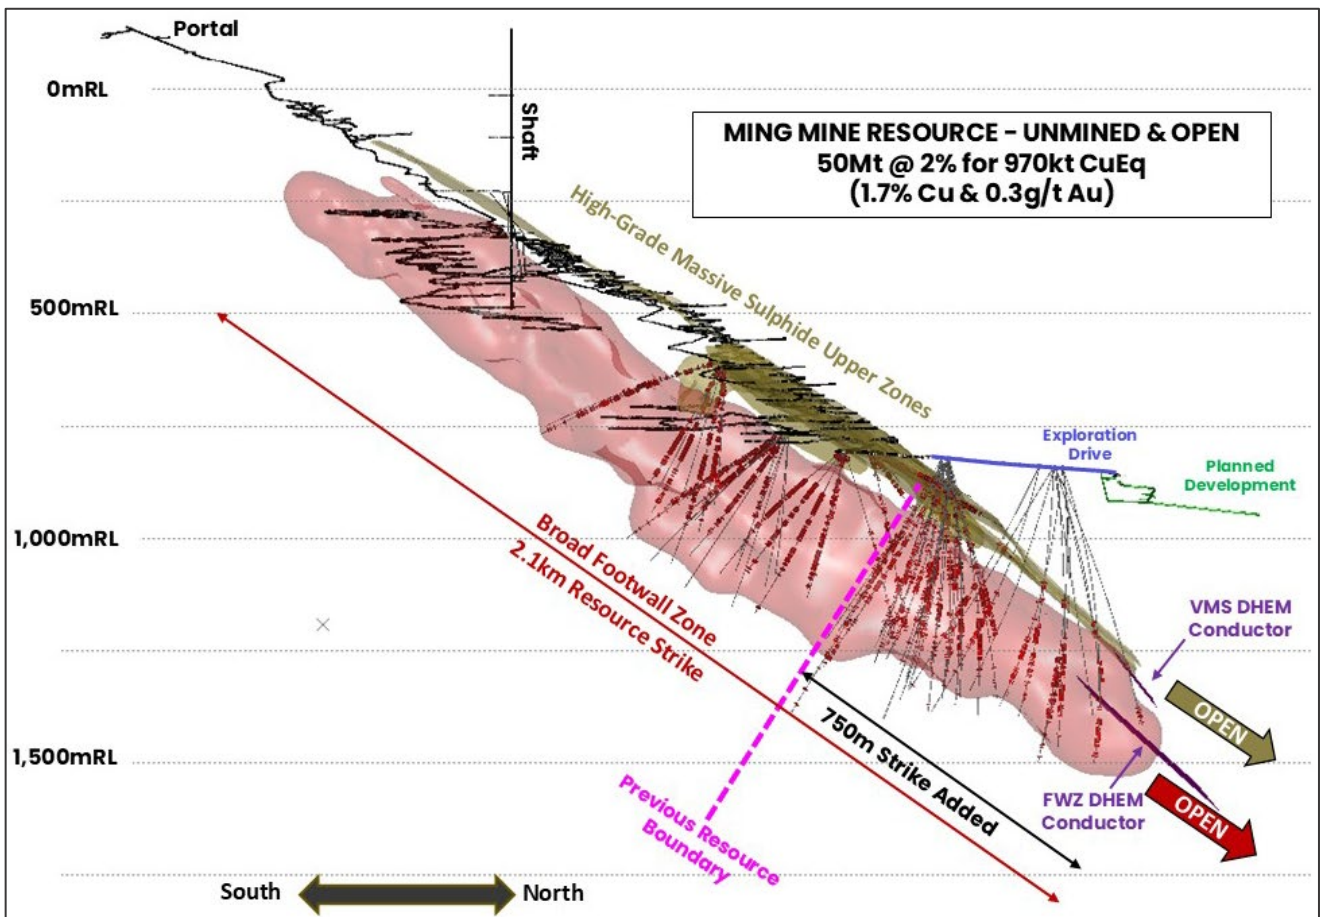 Portal
0mRL
Shaft
MING MINE RESOURCE – UNMINED & OPEN
50Mt @ 2% for 970kt CuEq
(1.7% Cu & 0.3g/t Au)
High-Grade Massive Sulphide Upper Zones
500mRL
Exploration
Drive
Planned
Development
1,000mRL
Broad Footwall Zone
2.1km Resource Strike
VMS DHEM
Conductor
OPEN
750m Strike Added
1,500mRL
FWZ DHEM
Conductor
OPEN
Previous Resource
Boundary
South
North